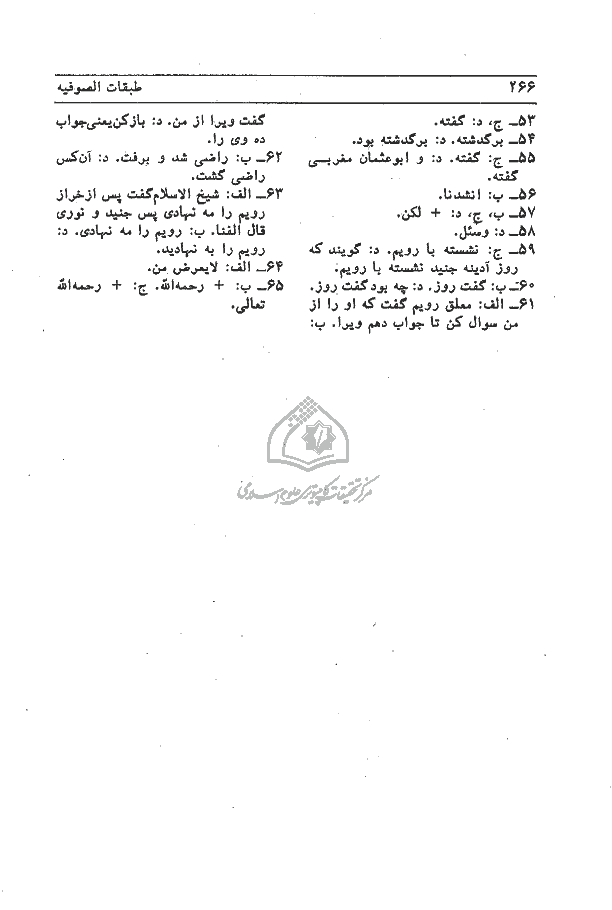 ۲۶۶
طبقات الصوفیه
۵۳ـ ج، د: گفته.
۵۴ـ برگدشته. د: برگذشته بود.
۵۵ـ ج: گفته. د: و ابوعثمان مغربی
گفته.
۵۶ـ ب: انشدنا.
۵۷ـ ب، ج، د: + لکن.
۵۸ـ د: وسئل.
۵۹ـ ج: نشسته با رویم. د: گویند که
روز آدینه جنید نشسته با رویم.
۶۰ـ ب: گفت روز. د: چه بود گفت روز.
۶۱ـ الف: معلق رویم گفت که او را از
من سوال کن تا جواب دهم ویرا. ب:
گفت ویرا از من. د: بازکن‌یعنی‌جواب
ده وی را.
۶۲ـ ب: راضی شد و برفت. د: آن‌کس
راضی گشت.
۶۳ـ الف: شیخ الاسلام‌گفت پس ازخراز
رویم را مه نهادی پس جنید و نوری
قال الفنا. ب: رویم را مه نهادی. د:
رویم را به نهادید.
۶۴ـ الف: لایعرض من.
۶۵ـ ب: + رحمه‌الله. ج: + رحمه‌الله
تعالی.
مرکز تحقیقات کامپیوتری علوم اسلامی